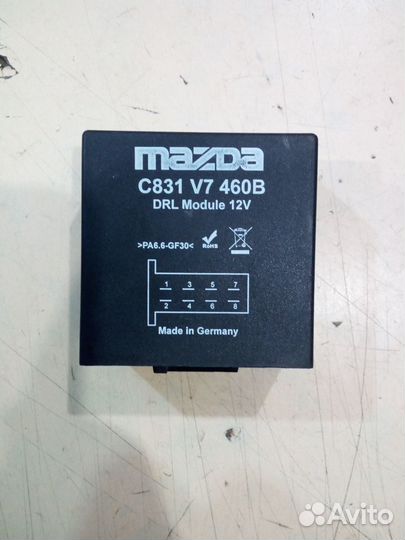 mazda
C831 V7 460B
DRL Module 12V
>PA6.6-GF30<
RoHS
1 3 5 7
2 4 6 8
Made in Germany
Avito